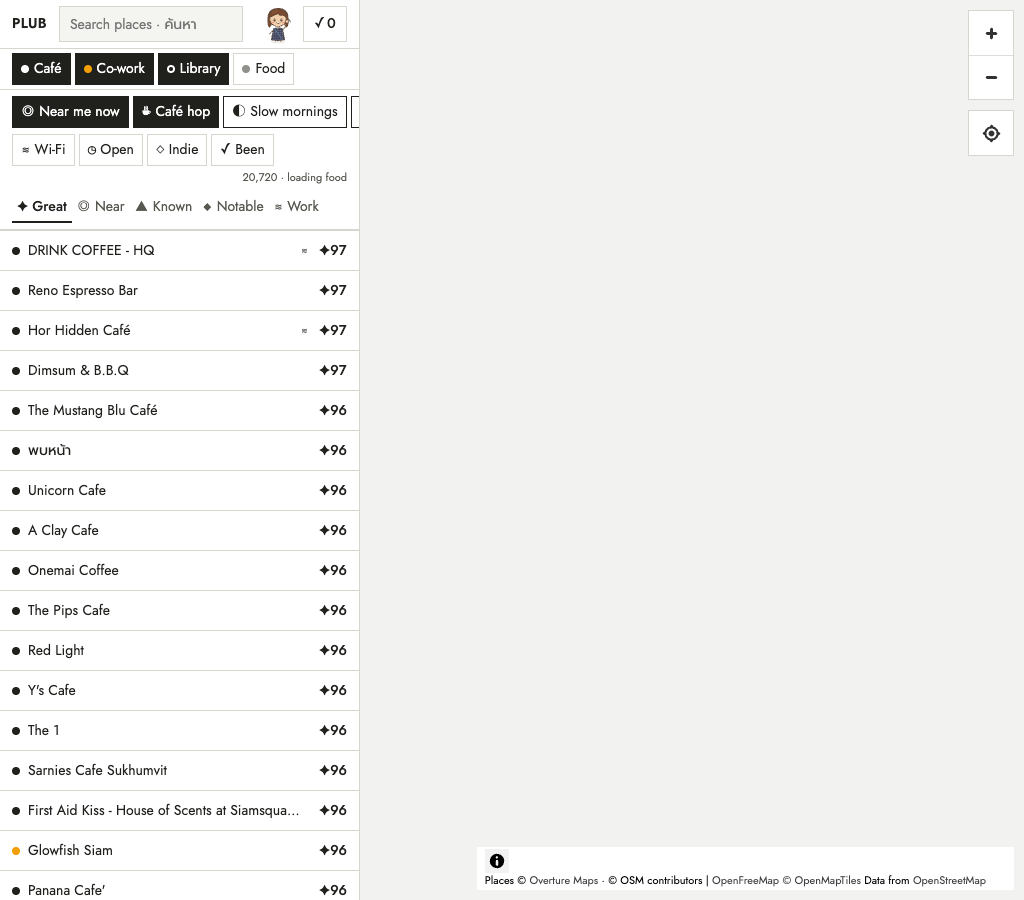 PLUB
Search places · ค้นหา
✓ 0
Café
Co-work
Library
Food
Near me now
Café hop
Slow mornings
Wi-Fi
Open
Indie
Been
20,720 · loading food
Great
Near
Known
Notable
Work
DRINK COFFEE - HQ ≈ ✦97
Reno Espresso Bar ✦97
Hor Hidden Café ≈ ✦97
Dimsum & B.B.Q ✦97
The Mustang Blu Café ✦96
พบหน้า ✦96
Unicorn Cafe ✦96
A Clay Cafe ✦96
Onemai Coffee ✦96
The Pips Cafe ✦96
Red Light ✦96
Y's Cafe ✦96
The 1 ✦96
Sarnies Cafe Sukhumvit ✦96
First Aid Kiss - House of Scents at Siamsqua... ✦96
Glowfish Siam ✦96
Panana Cafe' ✦96
Places © Overture Maps · © OSM contributors | OpenFreeMap © OpenMapTiles Data from OpenStreetMap